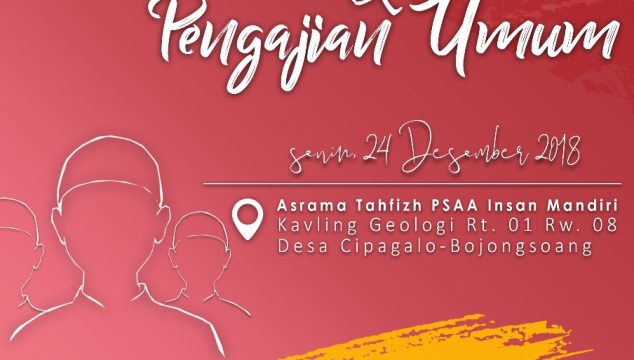 &
Pengajian Umum
senin, 24 Desember 2018
Asrama Tahfizh PSAA Insan Mandiri
Kavling Geologi Rt. 01 Rw. 08
Desa Cipagalo-Bojongsoang